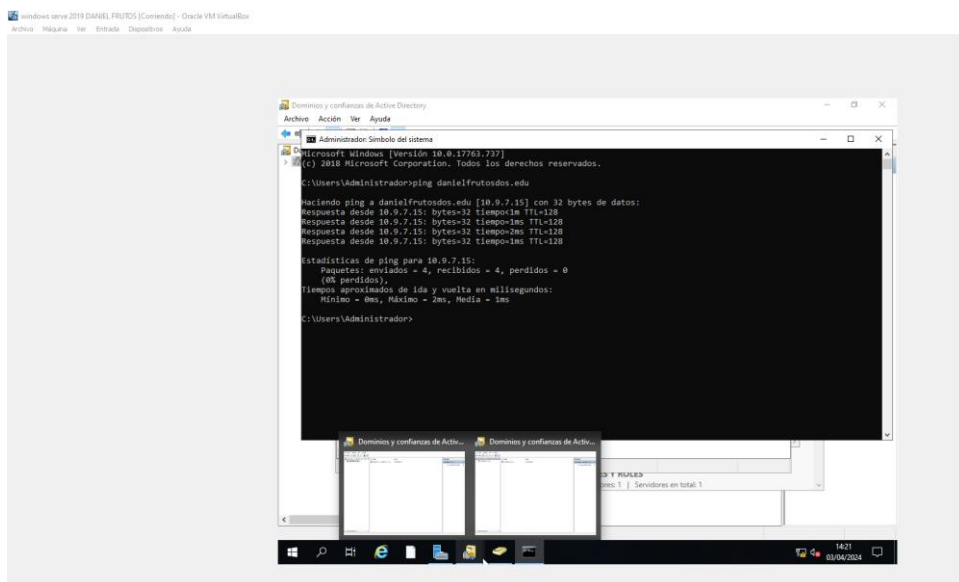 windows serve 2019 DANIEL FRUTOS [Corriendo] - Oracle VM VirtualBox
Archivo Máquina Ver Entrada Dispositivos Ayuda
Dominios y confianzas de Active Directory
Archivo Acción Ver Ayuda
Administrador: Símbolo del sistema
Microsoft Windows [Versión 10.0.17763.737]
(c) 2018 Microsoft Corporation. Todos los derechos reservados.
C:\Users\Administrador>ping danielfrutosdos.edu
Haciendo ping a danielfrutosdos.edu [10.9.7.15] con 32 bytes de datos:
Respuesta desde 10.9.7.15: bytes=32 tiempo<1m TTL=128
Respuesta desde 10.9.7.15: bytes=32 tiempo=1ms TTL=128
Respuesta desde 10.9.7.15: bytes=32 tiempo=2ms TTL=128
Respuesta desde 10.9.7.15: bytes=32 tiempo=1ms TTL=128
Estadísticas de ping para 10.9.7.15:
Paquetes: enviados = 4, recibidos = 4, perdidos = 0
(0% perdidos),
Tiempos aproximados de ida y vuelta en milisegundos:
Mínimo = 0ms, Máximo = 2ms, Media = 1ms
C:\Users\Administrador>
Dominios y confianzas de Activ... Dominios y confianzas de Activ...
ES Y ROLES
ores: 1 | Servidores en total: 1
14:21
03/04/2024